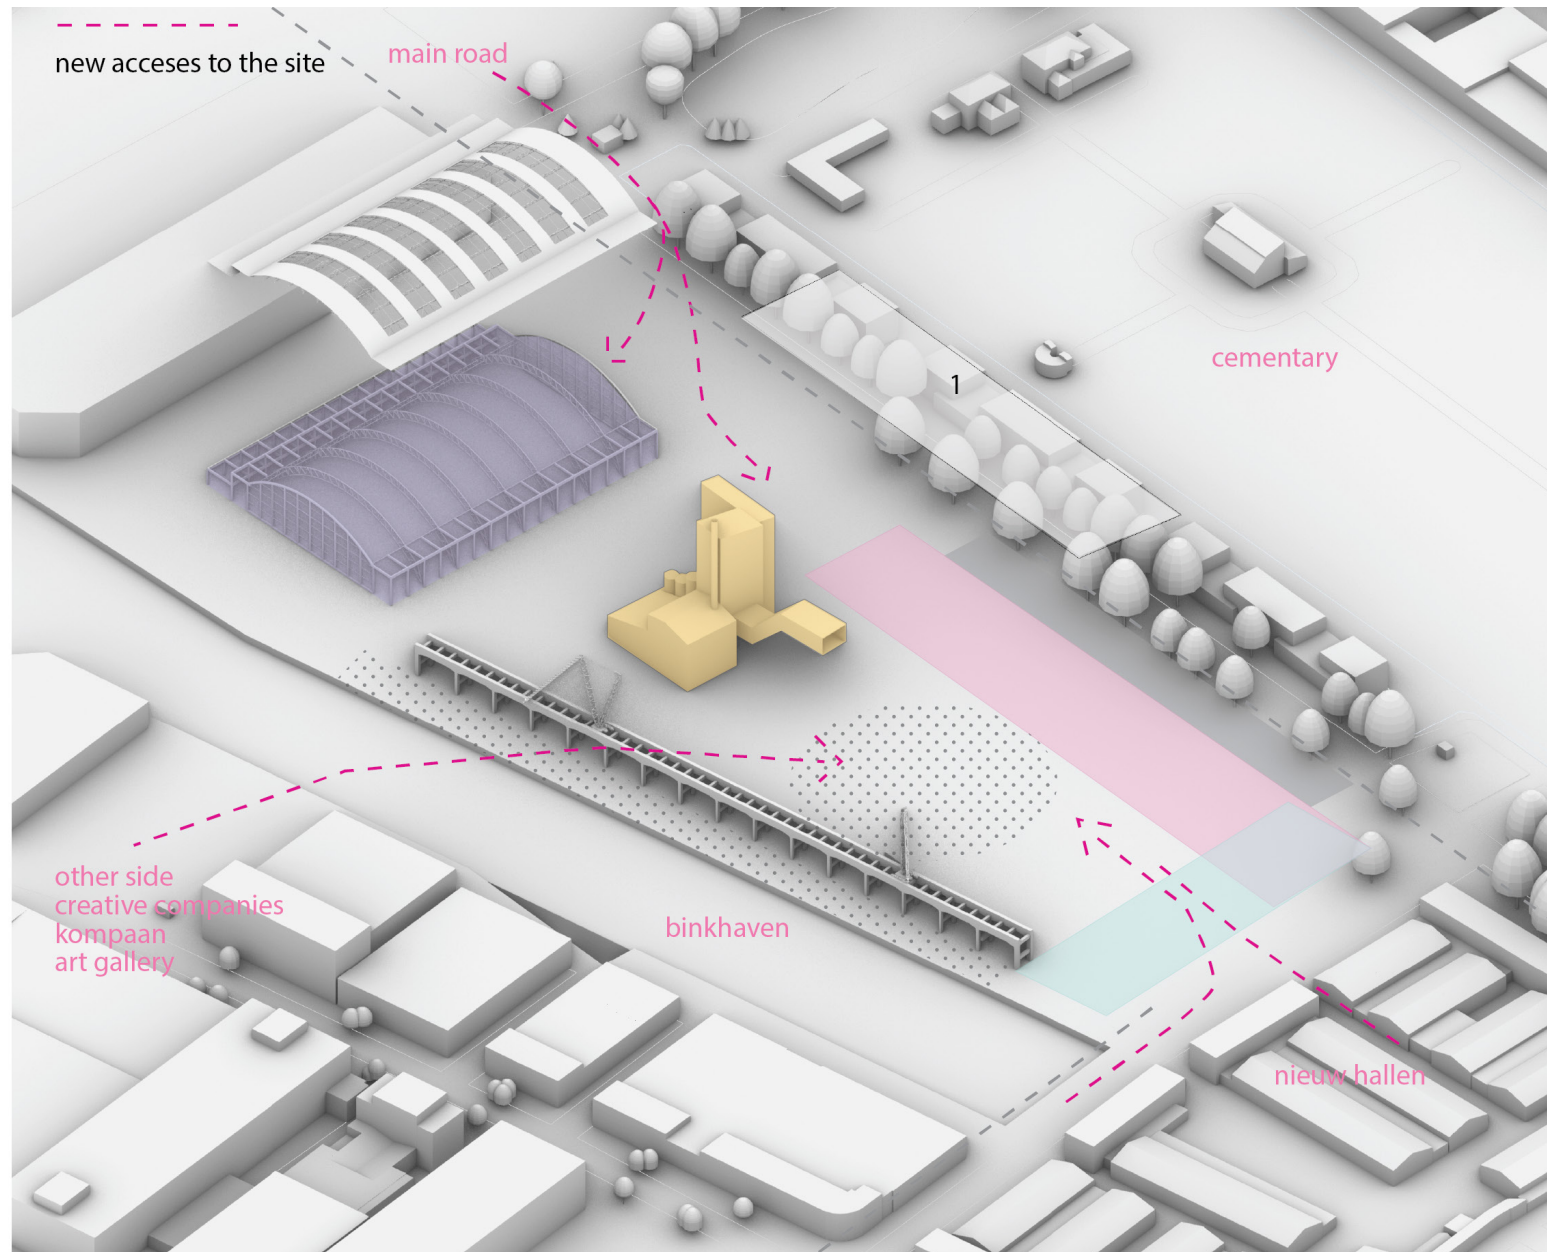 new acceses to the site
main road
1
cementary
other side
creative companies
kompaan
art gallery
binkhaven
nieuw hallen